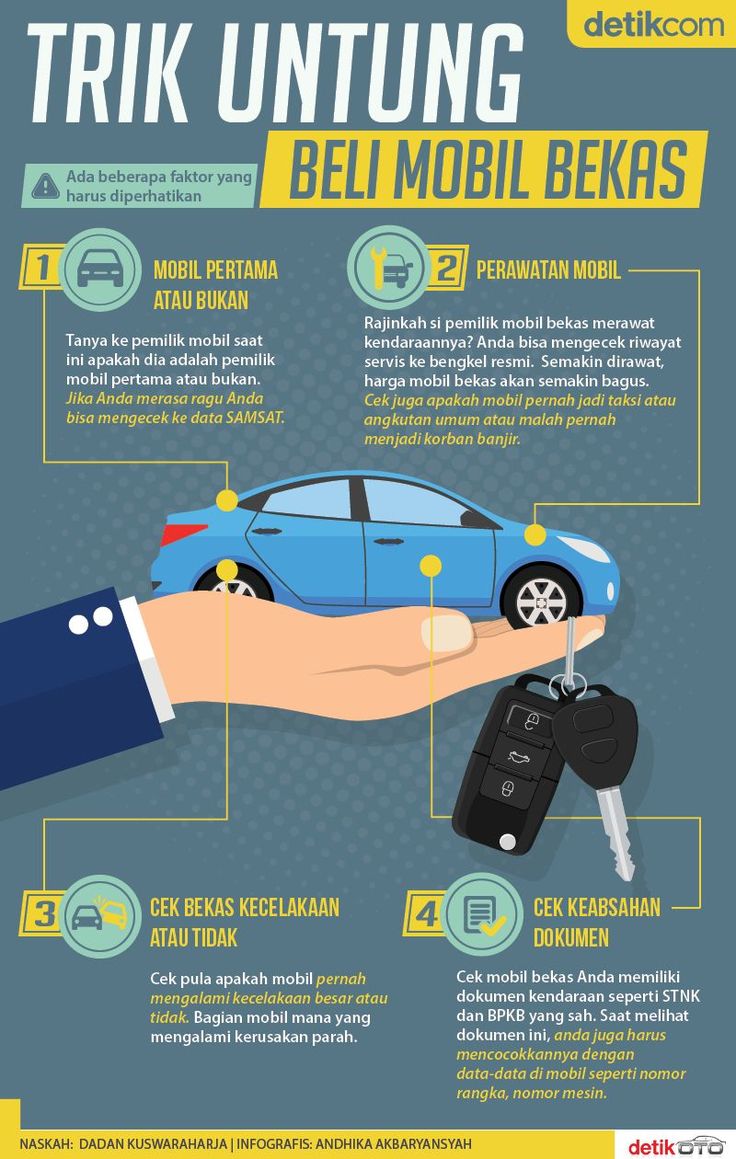 detikcom
TRIK UNTUNG
BELI MOBIL BEKAS
Ada beberapa faktor yang
harus diperhatikan
1
MOBIL PERTAMA
ATAU BUKAN
Tanya ke pemilik mobil saat
ini apakah dia adalah pemilik
mobil pertama atau bukan.
Jika Anda merasa ragu Anda
bisa mengecek ke data SAMSAT.
2
PERAWATAN MOBIL
Rajinkah si pemilik mobil bekas merawat
kendaraannya? Anda bisa mengecek riwayat
servis ke bengkel resmi. Semakin dirawat,
harga mobil bekas akan semakin bagus.
Cek juga apakah mobil pernah jadi taksi atau
angkutan umum atau malah pernah
menjadi korban banjir.
3
CEK BEKAS KECELAKAAN
ATAU TIDAK
Cek pula apakah mobil pernah
mengalami kecelakaan besar atau
tidak. Bagian mobil mana yang
mengalami kerusakan parah.
4
CEK KEABSAHAN
DOKUMEN
Cek mobil bekas Anda memiliki
dokumen kendaraan seperti STNK
dan BPKB yang sah. Saat melihat
dokumen ini, anda juga harus
mencocokkannya dengan
data-data di mobil seperti nomor
rangka, nomor mesin.
NASKAH: DADAN KUSWARAHARJA | INFOGRAFIS: ANDHIKA AKBARYANSYAH
detikOTO